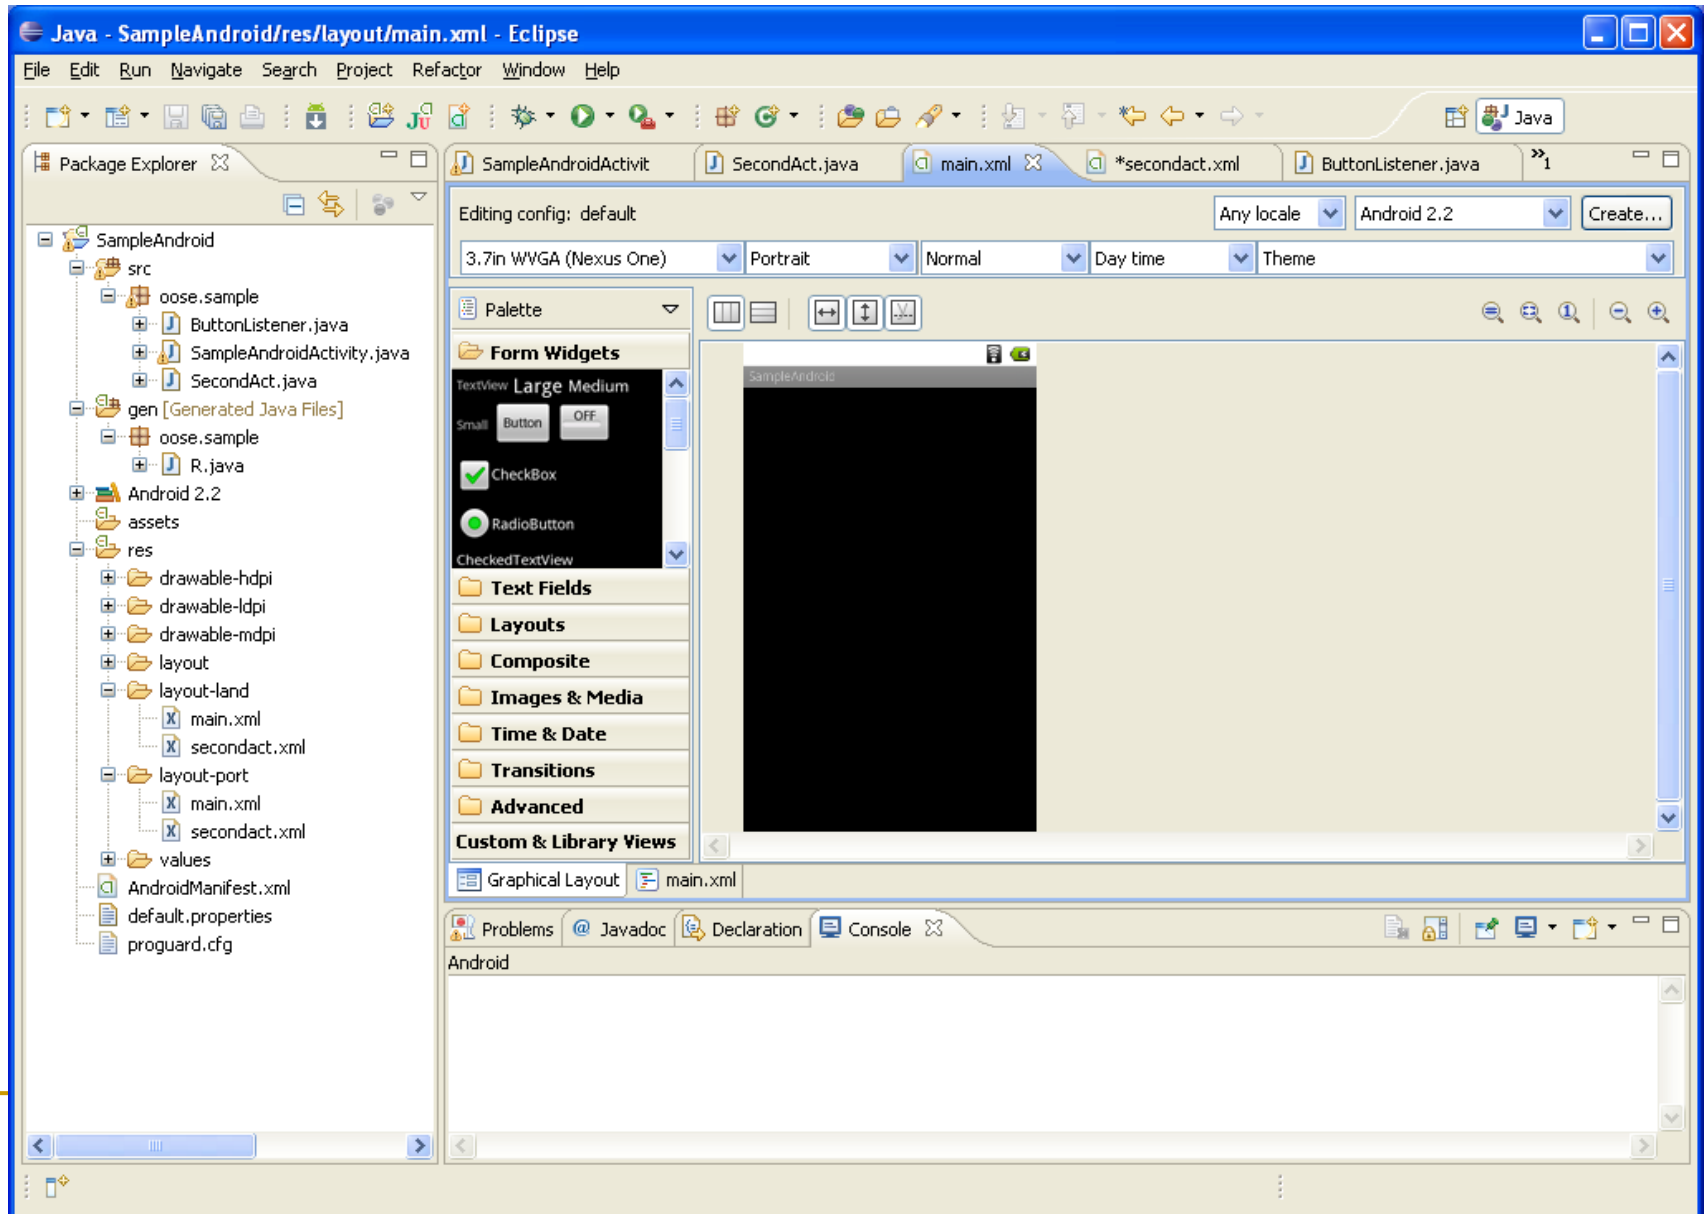 Java - SampleAndroid/res/layout/main.xml - Eclipse
File Edit Run Navigate Search Project Refactor Window Help
Java
Package Explorer
SampleAndroidActivit SecondAct.java main.xml *secondact.xml ButtonListener.java »1
Editing config: default Any locale Android 2.2 Create...
3.7in WVGA (Nexus One) Portrait Normal Day time Theme
SampleAndroid
src
oose.sample
ButtonListener.java
SampleAndroidActivity.java
SecondAct.java
gen [Generated Java Files]
oose.sample
R.java
Android 2.2
assets
res
drawable-hdpi
drawable-ldpi
drawable-mdpi
layout
layout-land
main.xml
secondact.xml
layout-port
main.xml
secondact.xml
values
AndroidManifest.xml
default.properties
proguard.cfg
Palette
Form Widgets
TextView Large Medium
Small Button OFF
CheckBox
RadioButton
CheckedTextView
Text Fields
Layouts
Composite
Images & Media
Time & Date
Transitions
Advanced
Custom & Library Views
SampleAndroid
Graphical Layout main.xml
Problems @ Javadoc Declaration Console
Android